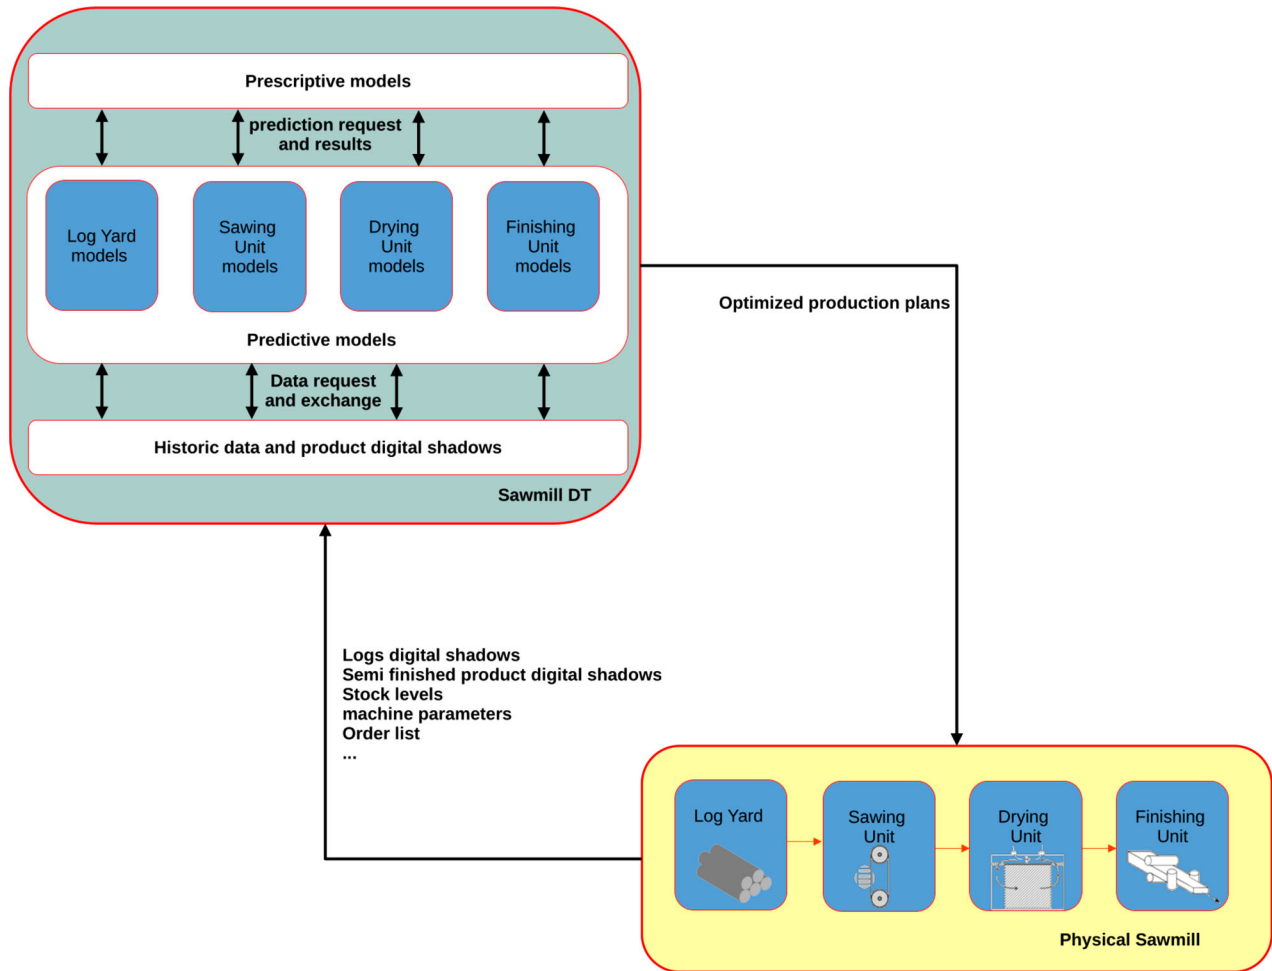 Prescriptive models
prediction request
and results
Log Yard
models
Sawing
Unit
models
Drying
Unit
models
Finishing
Unit
models
Predictive models
Data request
and exchange
Historic data and product digital shadows
Sawmill DT
Optimized production plans
Logs digital shadows
Semi finished product digital shadows
Stock levels
machine parameters
Order list
...
Log Yard
Sawing
Unit
Drying
Unit
Finishing
Unit
Physical Sawmill